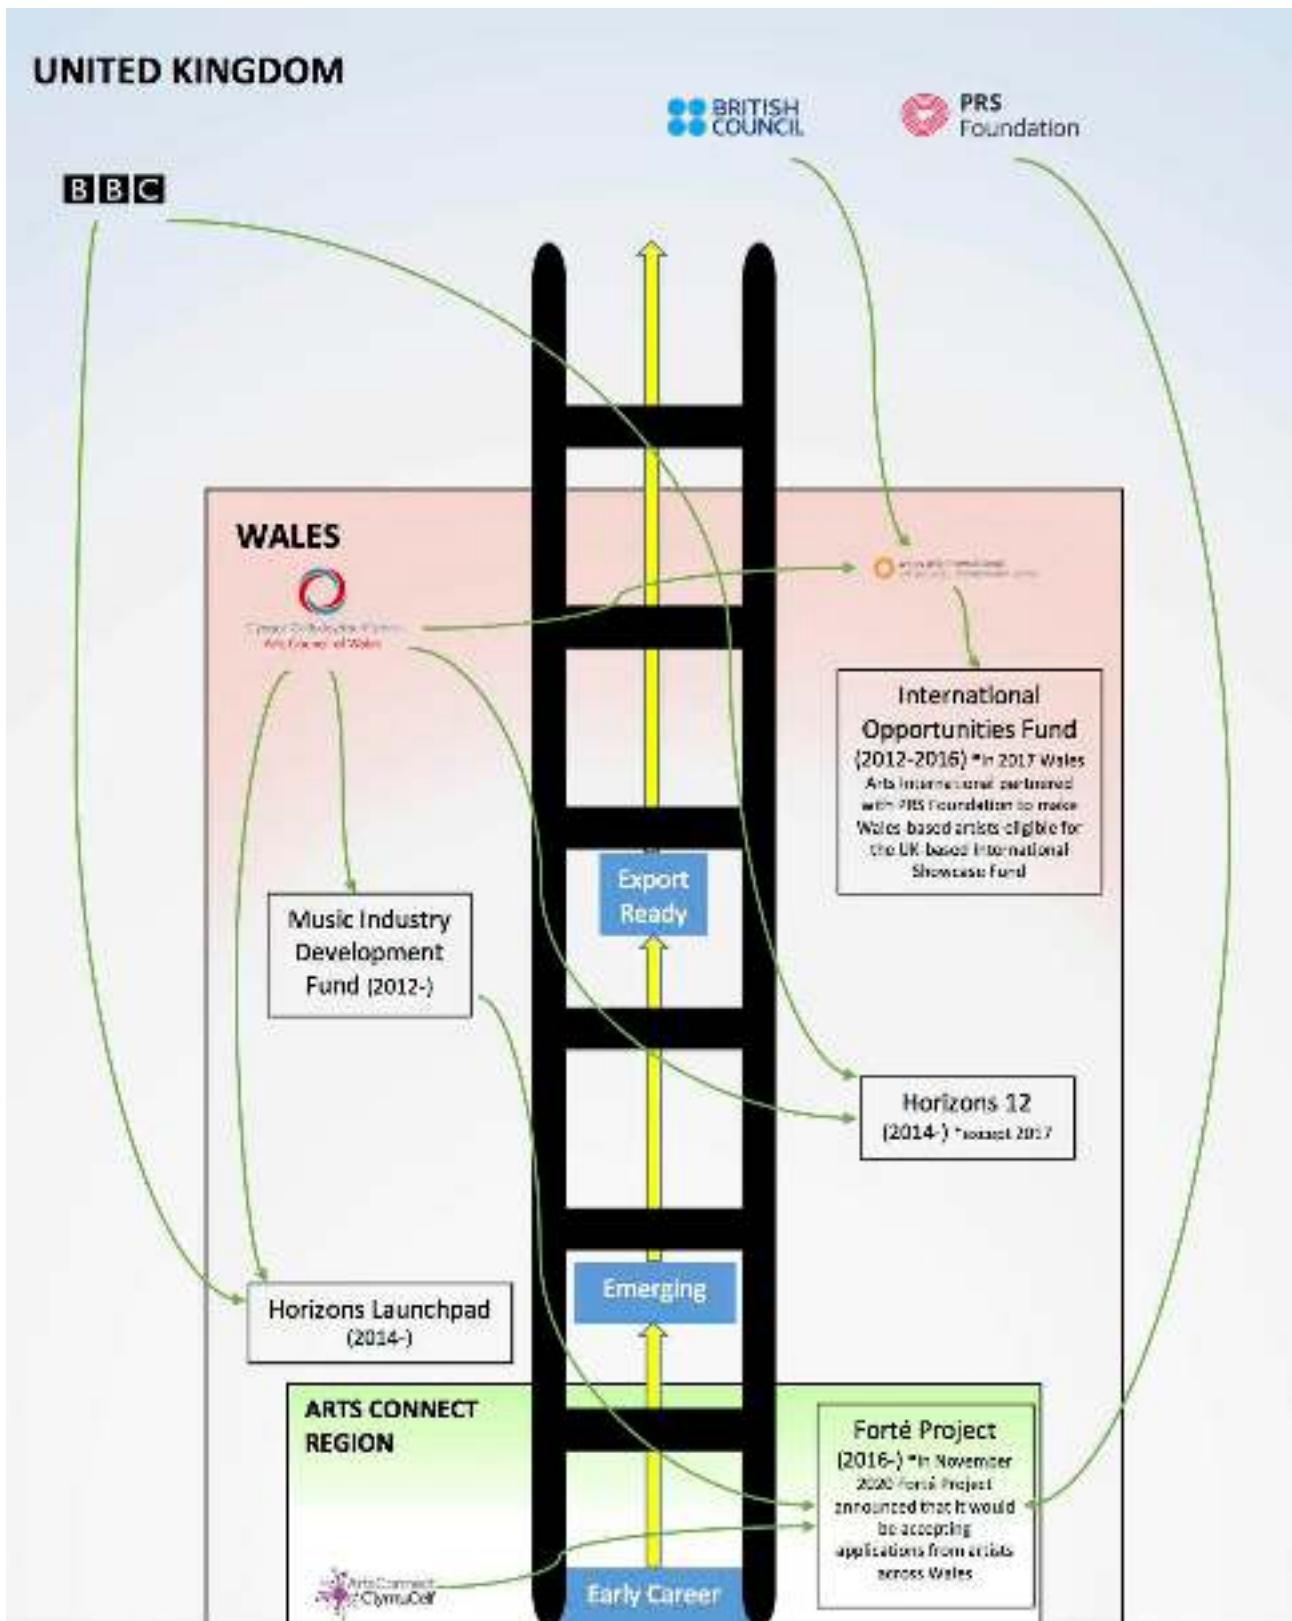 UNITED KINGDOM
BRITISH
COUNCIL
PRS
Foundation
BBC
WALES
Arts Council of Wales
International
Opportunities Fund
(2012-2016) *In 2017 Wales
Arts International partnered
with PRS Foundation to make
Wales-based artists eligible for
the UK-based International
Showcase Fund
Export
Ready
Music Industry
Development
Fund (2012-)
Horizons 12
(2014-) *except 2017
Emerging
Horizons Launchpad
(2014-)
ARTS CONNECT
REGION
Forté Project
(2016-) *In November
2020 Forté Project
announced that it would
be accepting
applications from artists
across Wales
ArtsConnect
ClymuCelf
Early Career